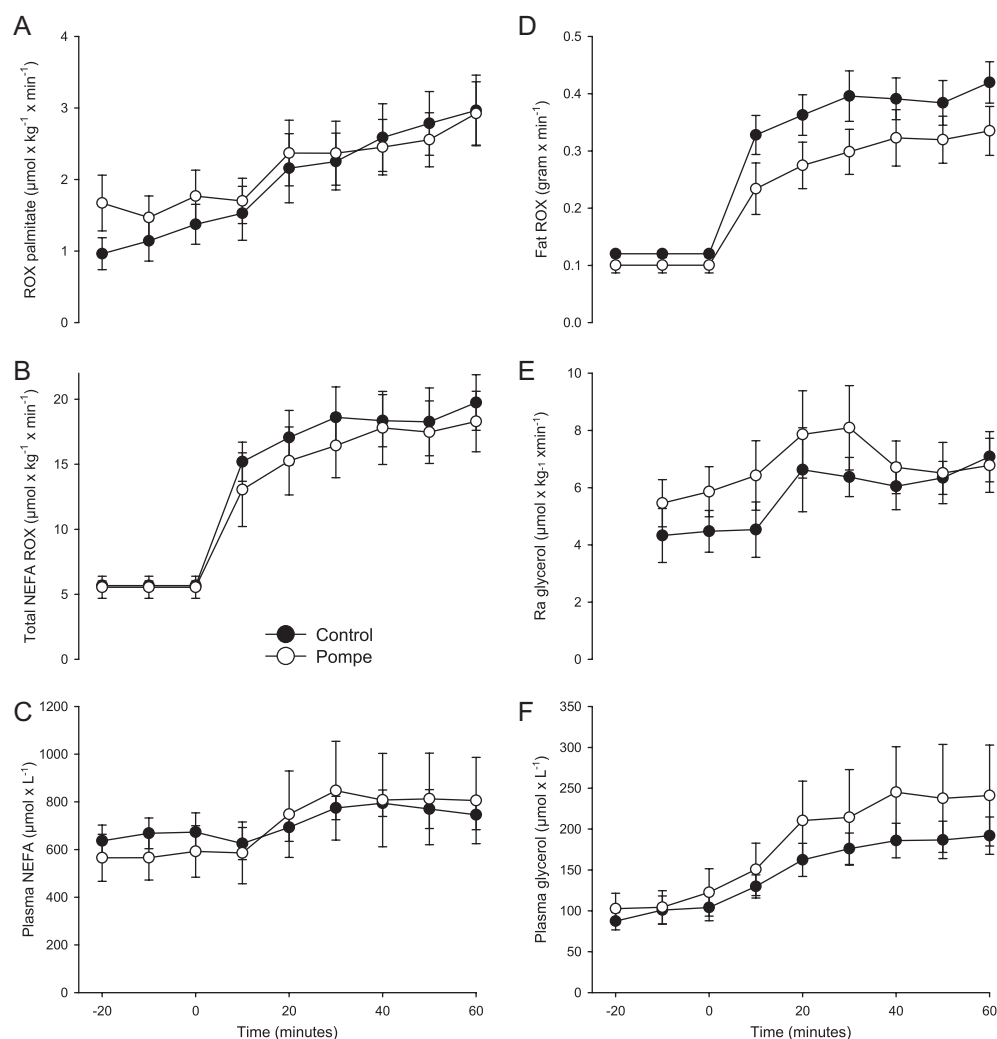 A
ROX palmitate (µmol x kg⁻¹ x min⁻¹)
4
3
2
1
0
B
Total NEFA ROX (µmol x kg⁻¹ x min⁻¹)
20
15
10
5
0
Control
Pompe
C
Plasma NEFA (µmol x L⁻¹)
1200
1000
800
600
400
200
0
-20
0
20
40
60
Time (minutes)
D
Fat ROX (gram x min⁻¹)
0.5
0.4
0.3
0.2
0.1
0.0
E
Ra glycerol (µmol x kg-1 xmin⁻¹)
10
8
6
4
2
0
F
Plasma glycerol (µmol x L⁻¹)
350
300
250
200
150
100
50
0
-20
0
20
40
60
Time (minutes)